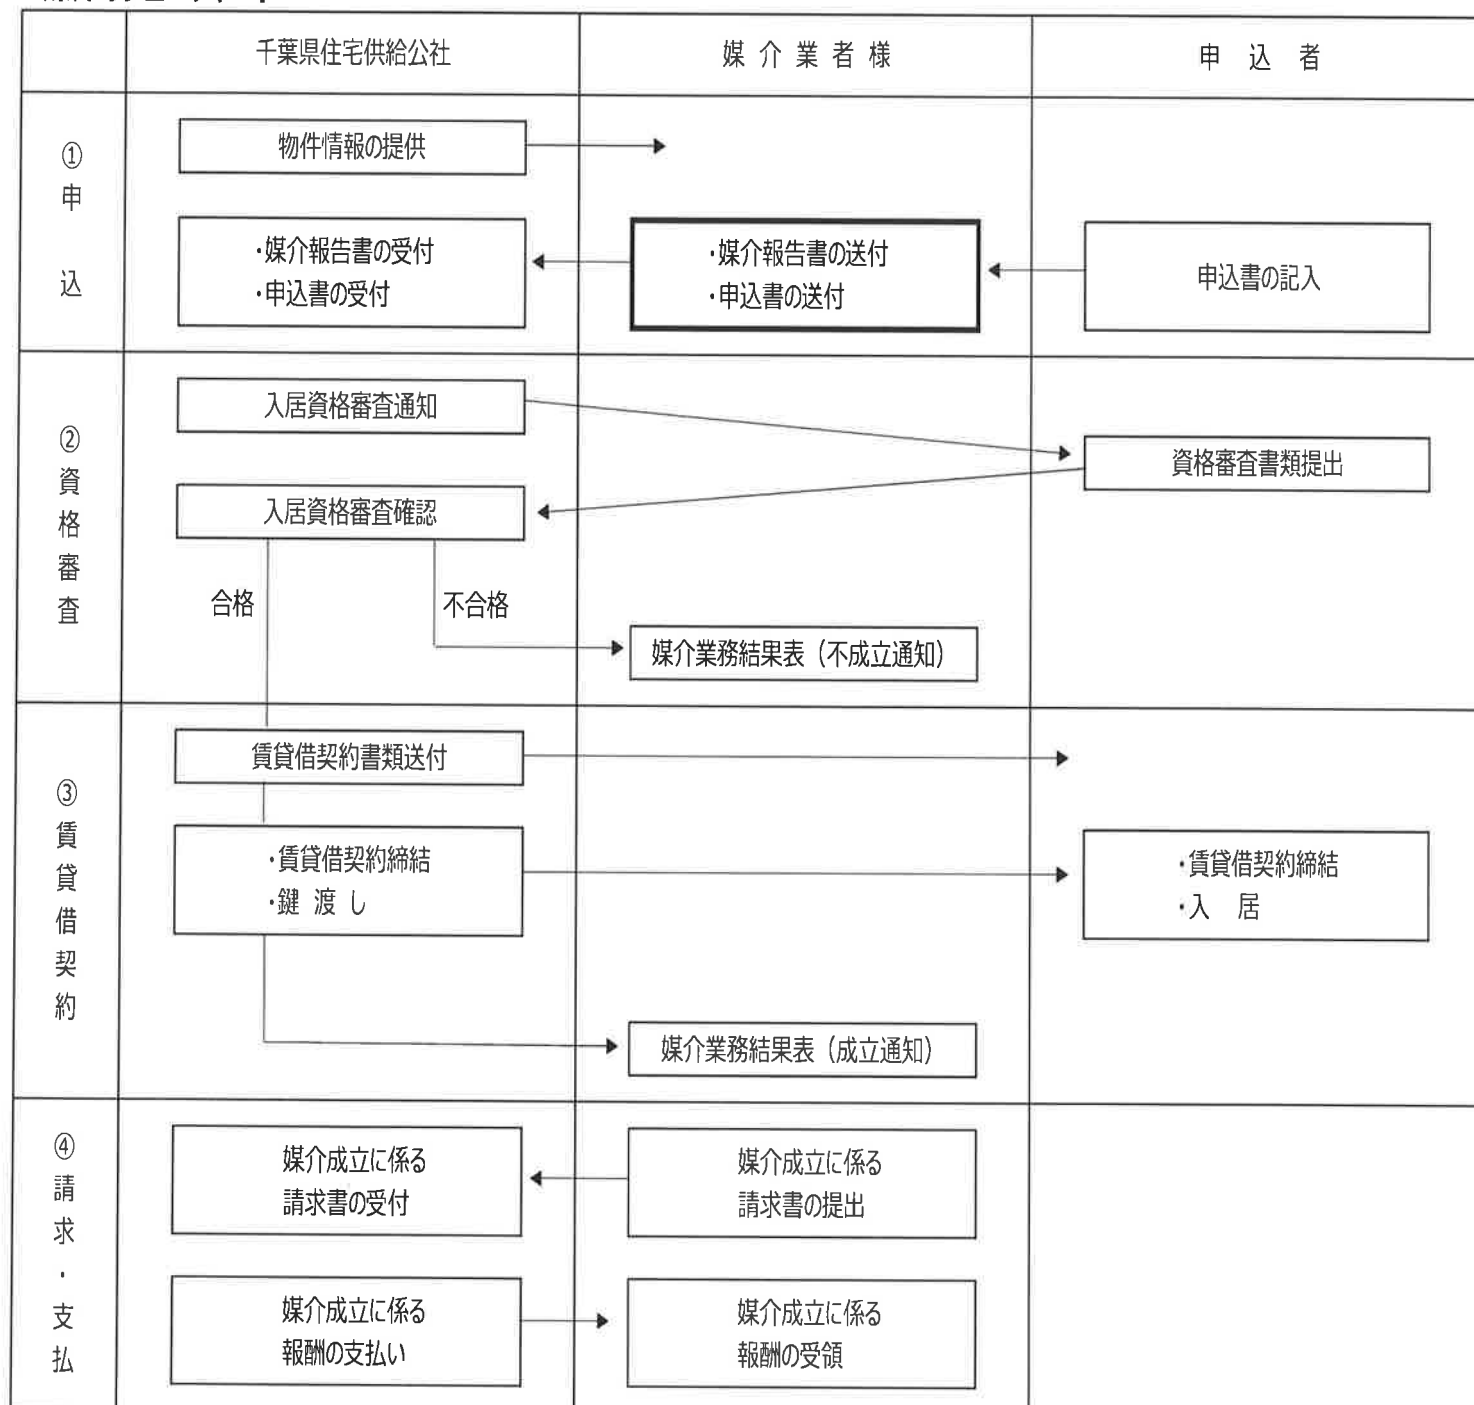 千葉県住宅供給公社
媒介業者様
申込者
①申込
物件情報の提供
・媒介報告書の受付
・申込書の受付
・媒介報告書の送付
・申込書の送付
申込書の記入
②資格審査
入居資格審査通知
資格審査書類提出
入居資格審査確認
合格
不合格
媒介業務結果表（不成立通知）
③賃貸借契約
賃貸借契約書類送付
・賃貸借契約締結
・鍵渡し
・賃貸借契約締結
・入居
媒介業務結果表（成立通知）
④請求・支払
媒介成立に係る
請求書の受付
媒介成立に係る
請求書の提出
媒介成立に係る
報酬の支払い
媒介成立に係る
報酬の受領